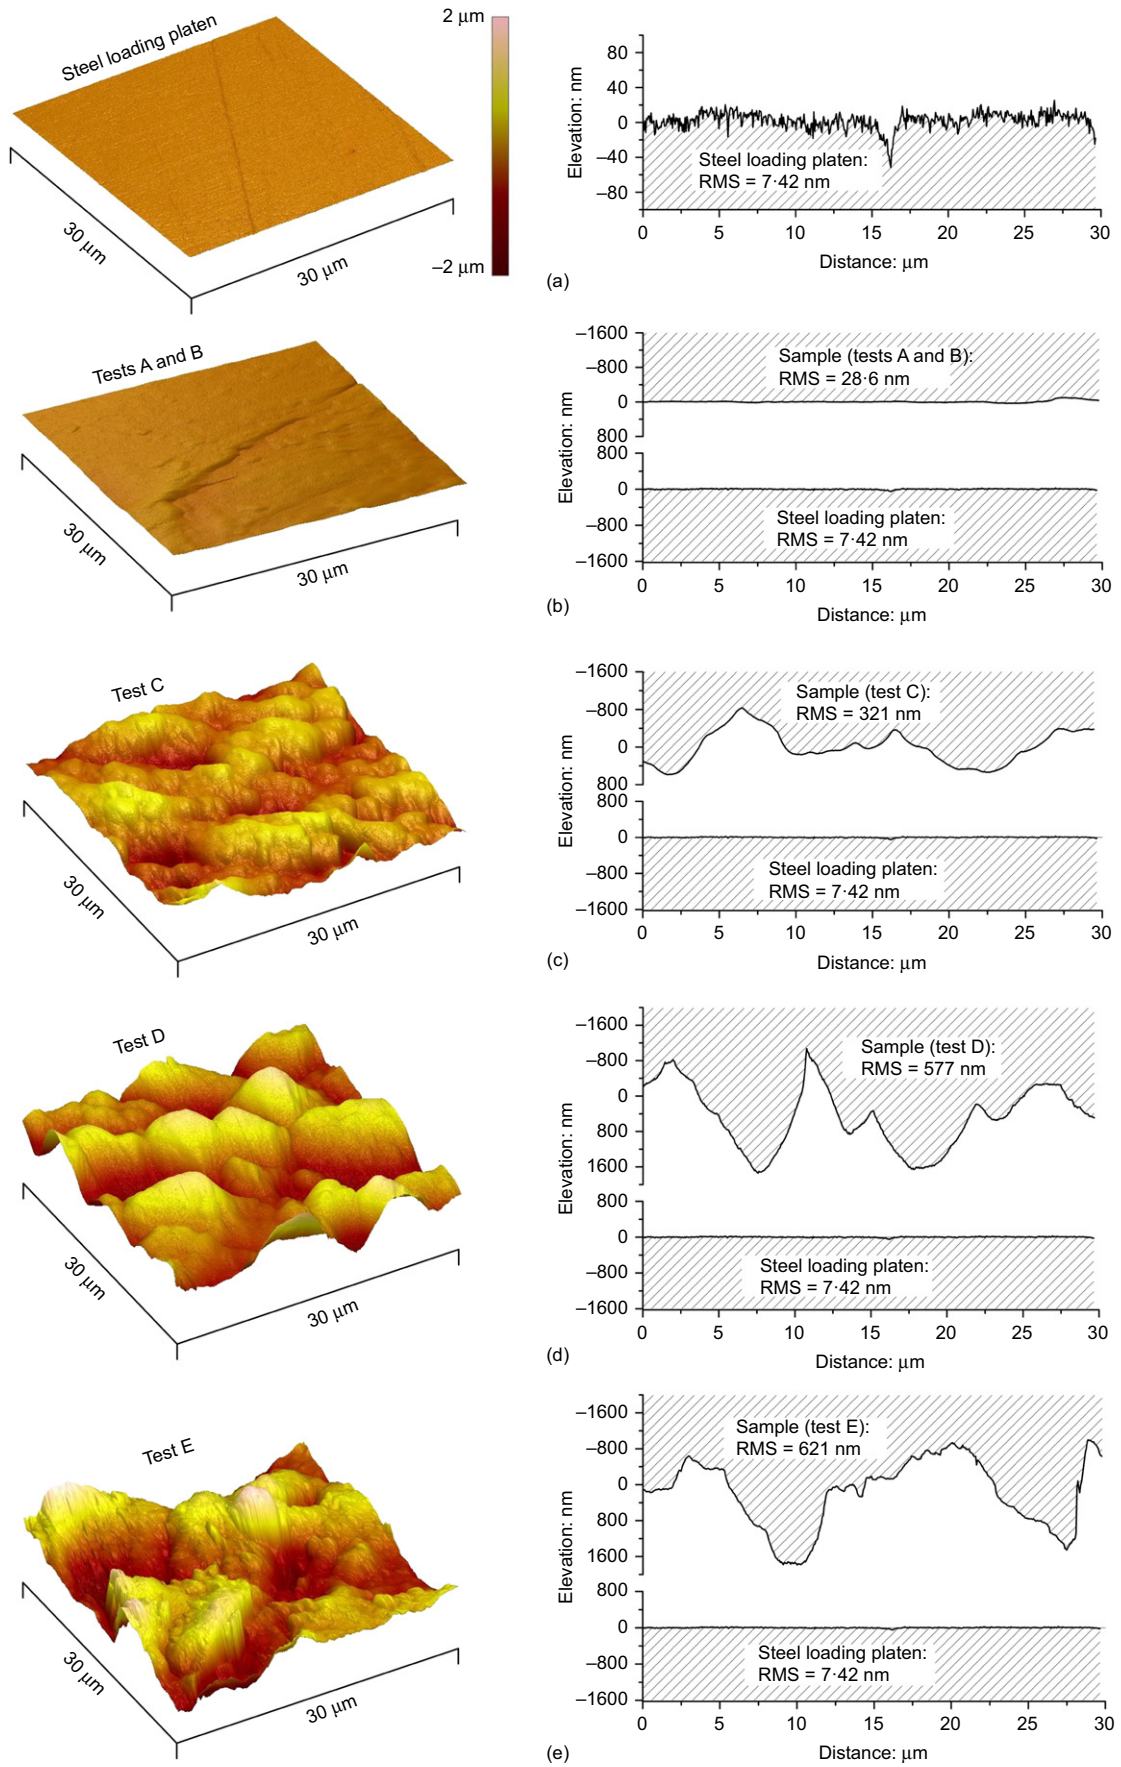 Steel loading platen
2 μm
–2 μm
30 μm
30 μm
Elevation: nm
80
40
0
–40
–80
Steel loading platen:
RMS = 7·42 nm
0 5 10 15 20 25 30
Distance: μm
(a)
Tests A and B
30 μm
30 μm
Elevation: nm
–1600
–800
0
800
Sample (tests A and B):
RMS = 28·6 nm
800
0
–800
–1600
Steel loading platen:
RMS = 7·42 nm
0 5 10 15 20 25 30
Distance: μm
(b)
Test C
30 μm
30 μm
Elevation: nm
–1600
–800
0
800
Sample (test C):
RMS = 321 nm
800
0
–800
–1600
Steel loading platen:
RMS = 7·42 nm
0 5 10 15 20 25 30
Distance: μm
(c)
Test D
30 μm
30 μm
Elevation: nm
–1600
–800
0
800
1600
Sample (test D):
RMS = 577 nm
800
0
–800
–1600
Steel loading platen:
RMS = 7·42 nm
0 5 10 15 20 25 30
Distance: μm
(d)
Test E
30 μm
30 μm
Elevation: nm
–1600
–800
0
800
1600
Sample (test E):
RMS = 621 nm
800
0
–800
–1600
Steel loading platen:
RMS = 7·42 nm
0 5 10 15 20 25 30
Distance: μm
(e)